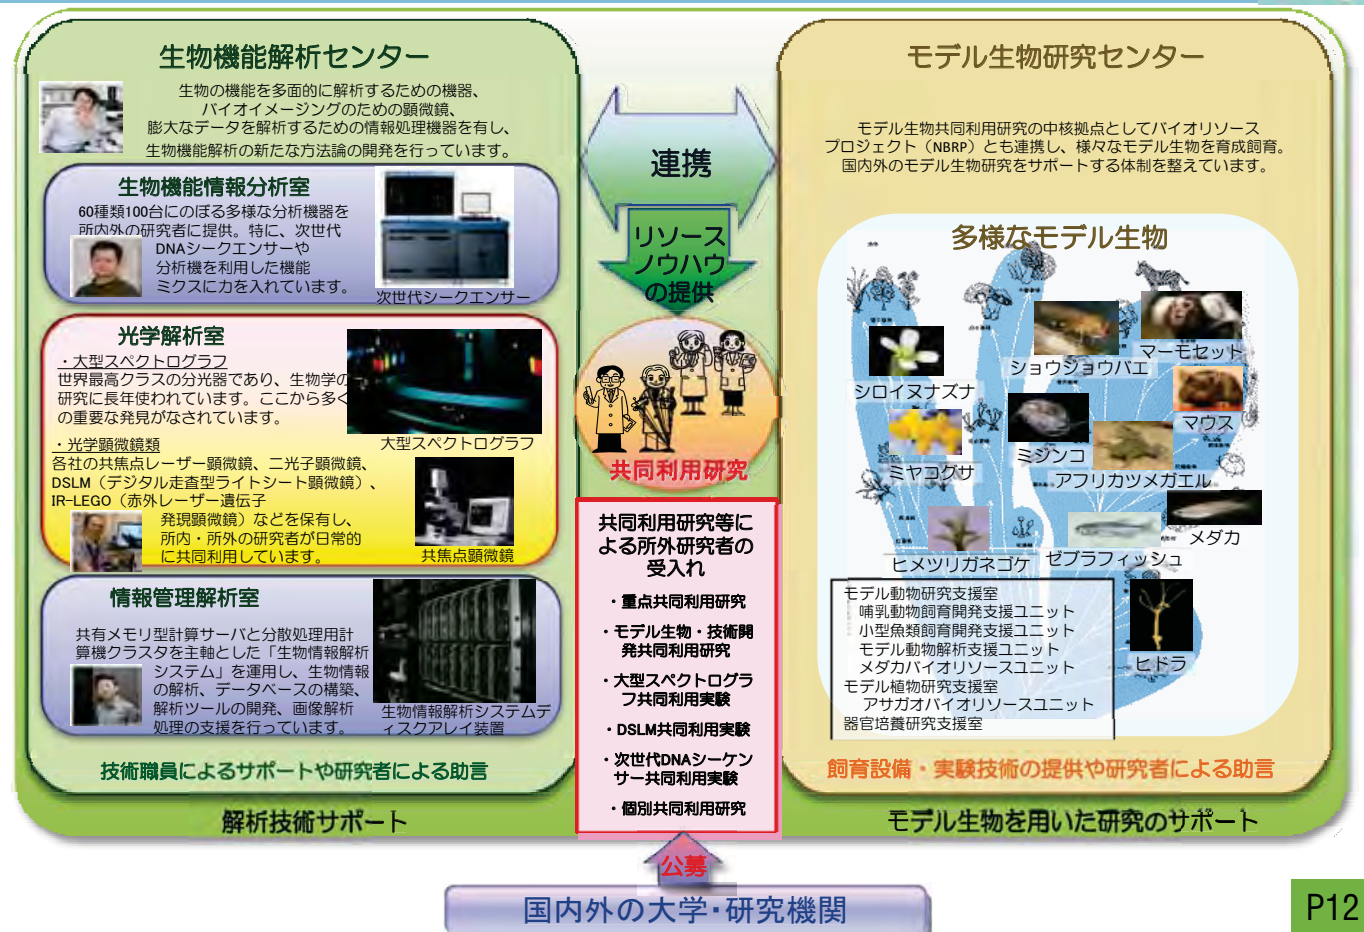 生物機能解析センター
生物の機能を多面的に解析するための機器、
バイオイメージングのための顕微鏡、
膨大なデータを解析するための情報処理機器を有し、
生物機能解析の新たな方法論の開発を行っています。
生物機能情報分析室
60種類100台にのぼる多様な分析機器を
所内外の研究者に提供。特に、次世代
DNAシークエンサーや
分析機を利用した機能
ミクスに力を入れています。
次世代シークエンサー
光学解析室
・大型スペクトログラフ
世界最高クラスの分光器であり、生物学の
研究に長年使われています。ここから多く
の重要な発見がなされています。
大型スペクトログラフ
・光学顕微鏡類
各社の共焦点レーザー顕微鏡、二光子顕微鏡、
DSLM（デジタル走査型ライトシート顕微鏡）、
IR-LEGO（赤外レーザー遺伝子
発現顕微鏡）などを保有し、
所内・所外の研究者が日常的
に共同利用しています。
共焦点顕微鏡
情報管理解析室
共有メモリ型計算サーバと分散処理用計
算機クラスタを主軸とした「生物情報解析
システム」を運用し、生物情報
の解析、データベースの構築、
解析ツールの開発、画像解析
処理の支援を行っています。
生物情報解析システムデ
ィスクアレイ装置
技術職員によるサポートや研究者による助言
解析技術サポート
連携
リソース
ノウハウ
の提供
共同利用研究
共同利用研究等に
よる所外研究者の
受入れ
・重点共同利用研究
・モデル生物・技術開
発共同利用研究
・大型スペクトログラ
フ共同利用実験
・DSLM共同利用実験
・次世代DNAシーケン
サー共同利用実験
・個別共同利用研究
公募
国内外の大学・研究機関
モデル生物研究センター
モデル生物共同利用研究の中核拠点としてバイオリソース
プロジェクト（NBRP）とも連携し、様々なモデル生物を育成飼育。
国内外のモデル生物研究をサポートする体制を整えています。
多様なモデル生物
シロイヌナズナ
ショウジョウバエ
マーモセット
ミヤコグサ
ミジンコ
マウス
アフリカツメガエル
ヒメツリガネゴケ
ゼブラフィッシュ
メダカ
ヒドラ
モデル動物研究支援室
哺乳動物飼育開発支援ユニット
小型魚類飼育開発支援ユニット
モデル動物解析支援ユニット
メダカバイオリソースユニット
モデル植物研究支援室
アサガオバイオリソースユニット
器官培養研究支援室
飼育設備・実験技術の提供や研究者による助言
モデル生物を用いた研究のサポート
P12